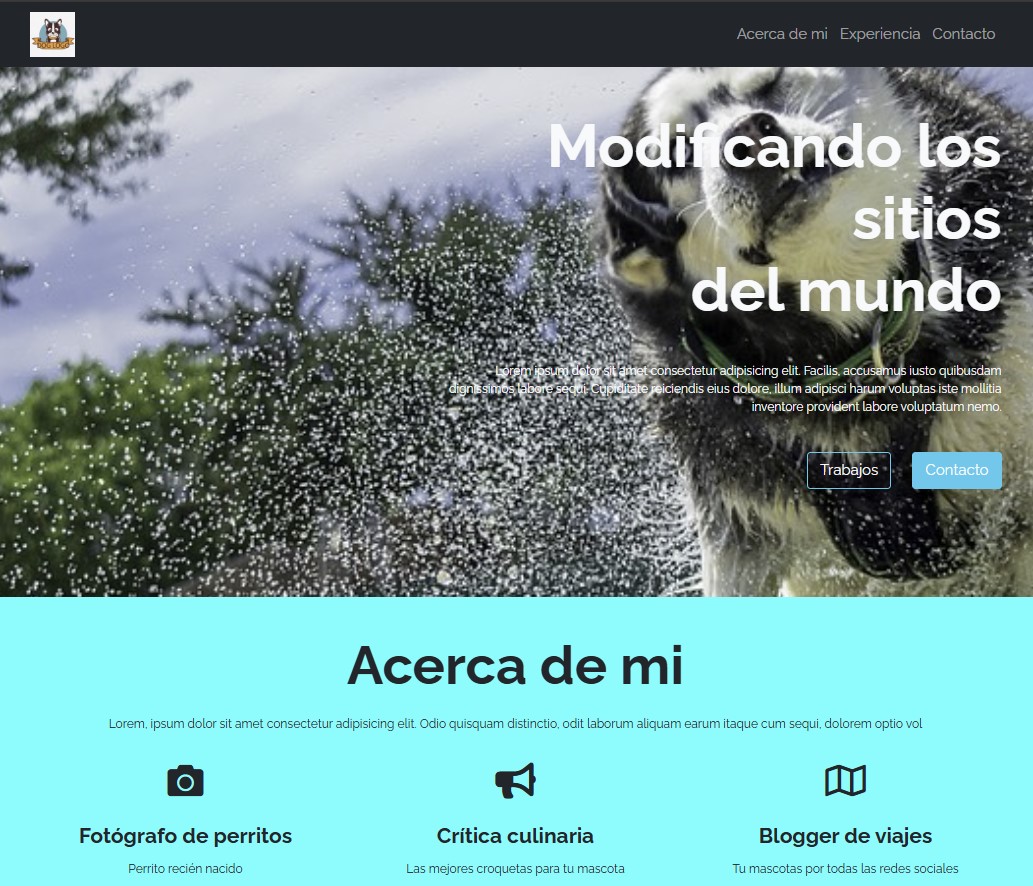 DOG LOGO
Acerca de mi Experiencia Contacto
Modificando los
sitios
del mundo
Lorem ipsum dolor sit amet consectetur adipisicing elit. Facilis, accusamus iusto quibusdam
dignissimos labore sequi. Cupiditate reiciendis eius dolore, illum adipisci harum voluptas iste mollitia
inventore provident labore voluptatum nemo.
Trabajos Contacto
Acerca de mi
Lorem, ipsum dolor sit amet consectetur adipisicing elit. Odio quisquam distinctio, odit laborum aliquam earum itaque cum sequi, dolorem optio vol
Fotógrafo de perritos Crítica culinaria Blogger de viajes
Perrito recién nacido Las mejores croquetas para tu mascota Tu mascotas por todas las redes sociales